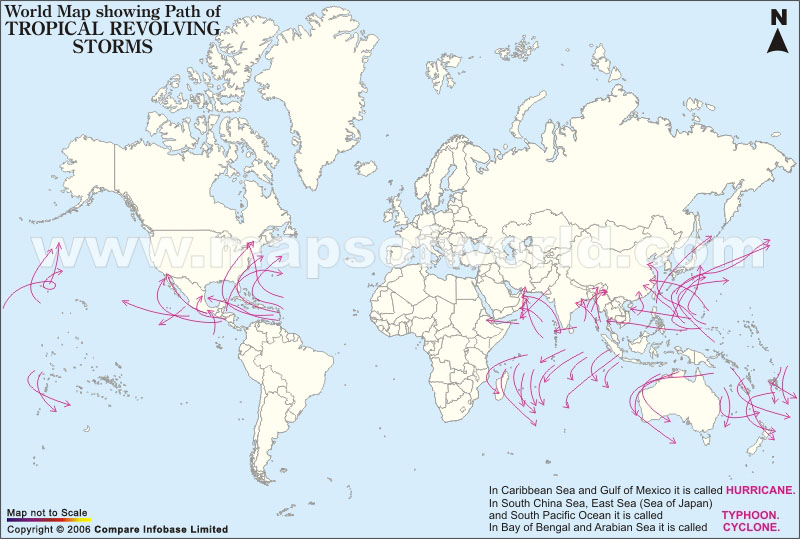 World Map showing Path of
TROPICAL REVOLVING
STORMS
N
www.mapsofworld.com
In Caribbean Sea and Gulf of Mexico it is called HURRICANE.
In South China Sea, East Sea (Sea of Japan)
and South Pacific Ocean it is called TYPHOON.
In Bay of Bengal and Arabian Sea it is called CYCLONE.
Map not to Scale
Copyright © 2006 Compare Infobase Limited